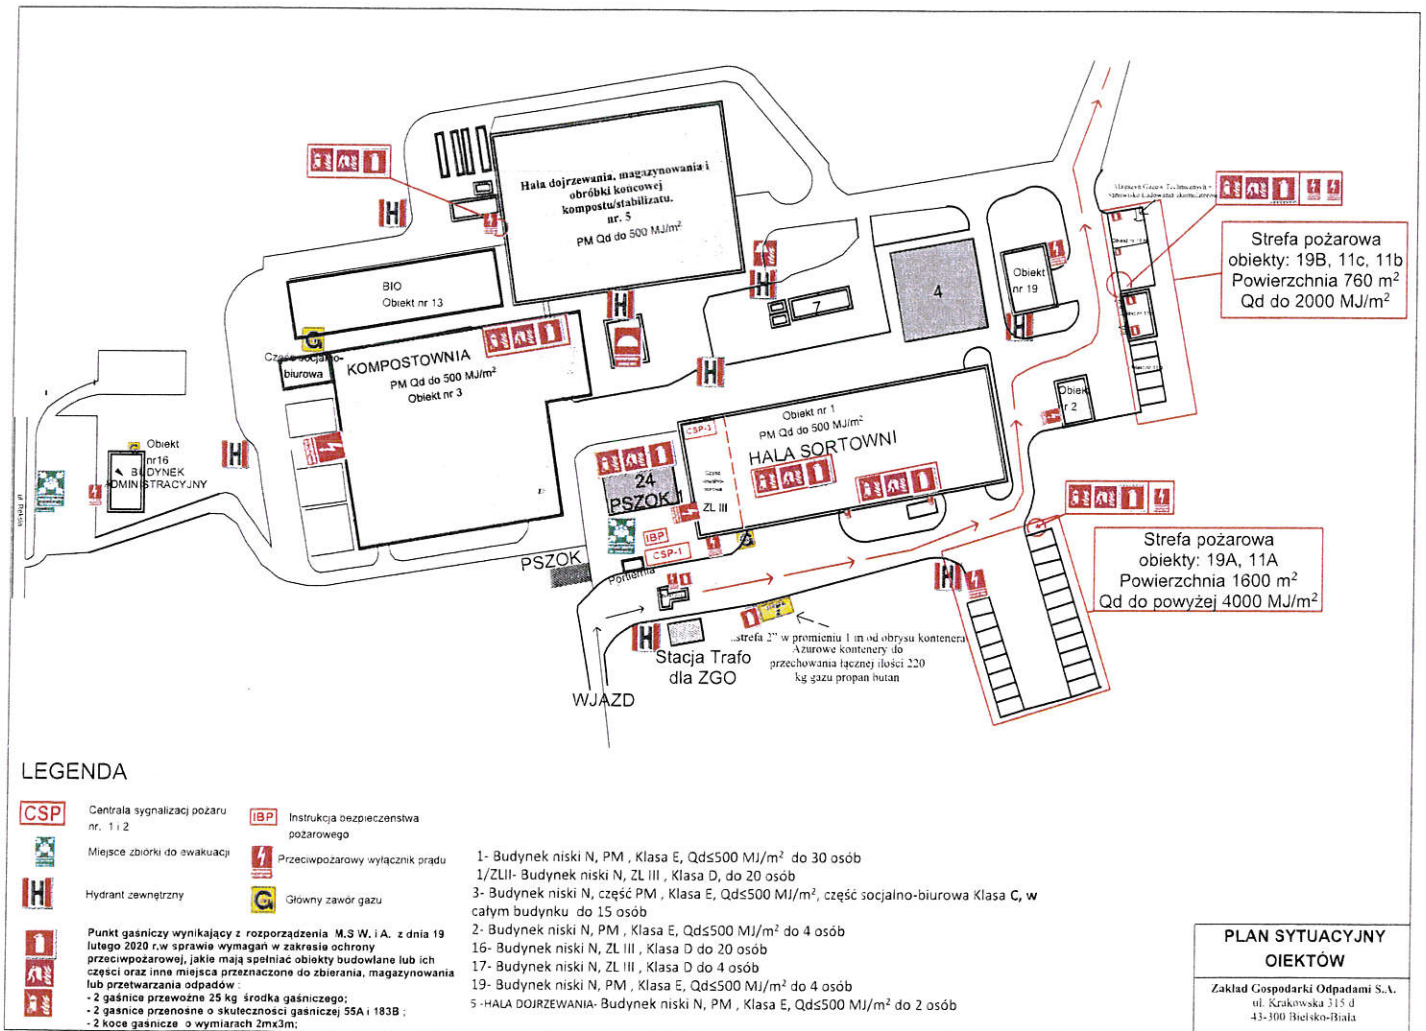 Hala dojrzewania, magazynowania i
obróbki końcowej
kompostu/stabilizatu.
nr. 5
PM Qd do 500 MJ/m²
Strefa pożarowa
obiekty: 19B, 11c, 11b
Powierzchnia 760 m²
Qd do 2000 MJ/m²
BIO
Obiekt nr 13
Obiekt
nr 19
4
7
H
H
H
H
H
G
Część socjalno-
biurowa
KOMPOSTOWNIA
PM Qd do 500 MJ/m²
Obiekt nr 3
Obiekt nr 1
PM Qd do 500 MJ/m²
HALA SORTOWNI
ZL III
Obiekt
nr 2
Obiekt
nr16
BUDYNEK
ADMINISTRACYJNY
H
24
PSZOK
IBP
CSP-1
PSZOK
Portiernia
Strefa pożarowa
obiekty: 19A, 11A
Powierzchnia 1600 m²
Qd do powyżej 4000 MJ/m²
H
H
„strefa 2” w promieniu 1 m od obrysu kontenera
Ażurowe kontenery do
przechowania łącznej ilości 220
kg gazu propan butan
Stacja Trafo
dla ZGO
WJAZD
LEGENDA
CSP Centrala sygnalizacj pożaru
nr. 1 i 2
IBP Instrukcja bezpieczeństwa
pożarowego
Miejsce zbiórki do ewakuacji
Przeciwpożarowy wyłącznik prądu
H Hydrant zewnętrzny
G Główny zawór gazu
Punkt gaśniczy wynikający z rozporządzenia M.S W. i A. z dnia 19
lutego 2020 r.w sprawie wymagań w zakresie ochrony
przeciwpożarowej, jakie mają spełniać obiekty budowlane lub ich
części oraz inne miejsca przeznaczone do zbierania, magazynowania
lub przetwarzania odpadów :
- 2 gaśnice przewoźne 25 kg środka gaśniczego;
- 2 gaśnice przenośne o skuteczności gaśniczej 55A i 183B ;
- 2 koce gaśnicze o wymiarach 2mx3m;
1- Budynek niski N, PM , Klasa E, Qd≤500 MJ/m² do 30 osób
1/ZLII- Budynek niski N, ZL III , Klasa D, do 20 osób
3- Budynek niski N, część PM , Klasa E, Qd≤500 MJ/m², część socjalno-biurowa Klasa C, w
całym budynku do 15 osób
2- Budynek niski N, PM , Klasa E, Qd≤500 MJ/m² do 4 osób
16- Budynek niski N, ZL III , Klasa D do 20 osób
17- Budynek niski N, ZL III , Klasa D do 4 osób
19- Budynek niski N, PM , Klasa E, Qd≤500 MJ/m² do 4 osób
5 -HALA DOJRZEWANIA- Budynek niski N, PM , Klasa E, Qd≤500 MJ/m² do 2 osób
PLAN SYTUACYJNY
OIEKTÓW
Zakład Gospodarki Odpadami S.A.
ul. Krakowska 315 d
43-300 Bielsko-Biała